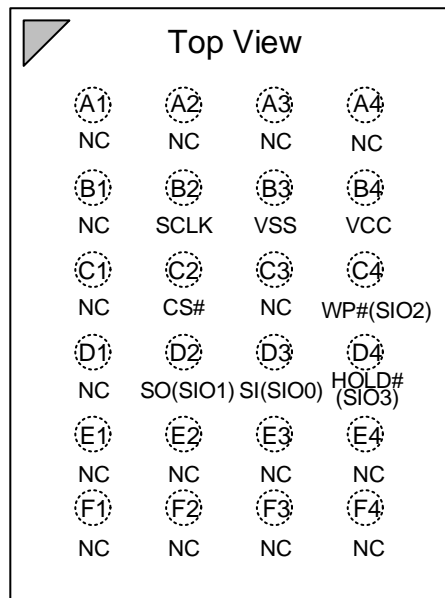 Top View
A1 A2 A3 A4
NC NC NC NC
B1 B2 B3 B4
NC SCLK VSS VCC
C1 C2 C3 C4
NC CS# NC WP#(SIO2)
D1 D2 D3 D4
NC SO(SIO1) SI(SIO0) HOLD#
(SIO3)
E1 E2 E3 E4
NC NC NC NC
F1 F2 F3 F4
NC NC NC NC